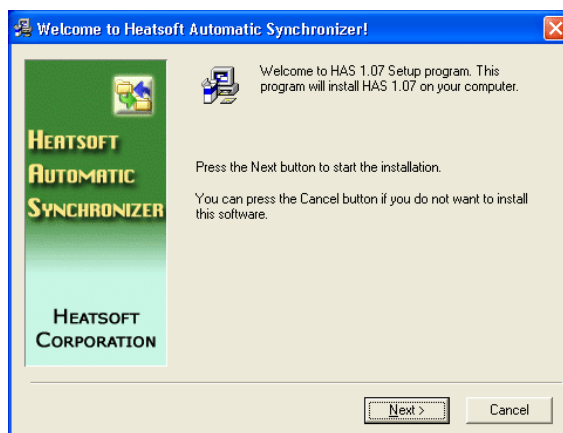 Welcome to Heatsoft Automatic Synchronizer!
Welcome to HAS 1.07 Setup program. This
program will install HAS 1.07 on your computer.
HEATSOFT
AUTOMATIC
SYNCHRONIZER
Press the Next button to start the installation.
You can press the Cancel button if you do not want to install
this software.
HEATSOFT
CORPORATION
Next >
Cancel